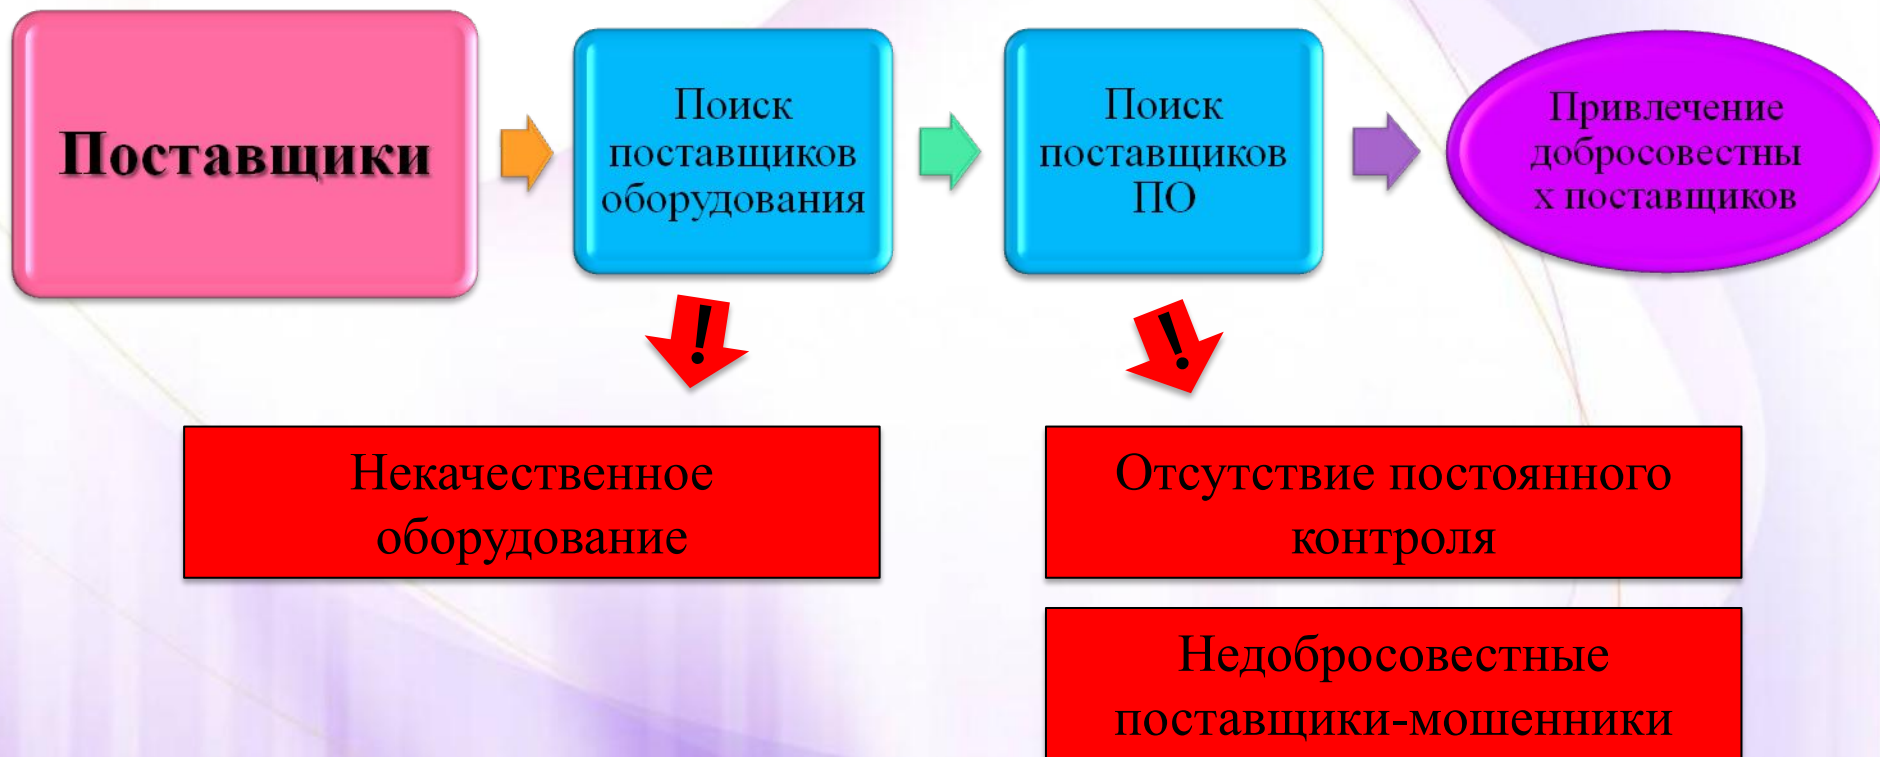 Поставщики
Поиск
поставщиков
оборудования
Поиск
поставщиков
ПО
Привлечение
добросовестны
х поставщиков
!
!
Некачественное
оборудование
Отсутствие постоянного
контроля
Недобросовестные
поставщики-мошенники